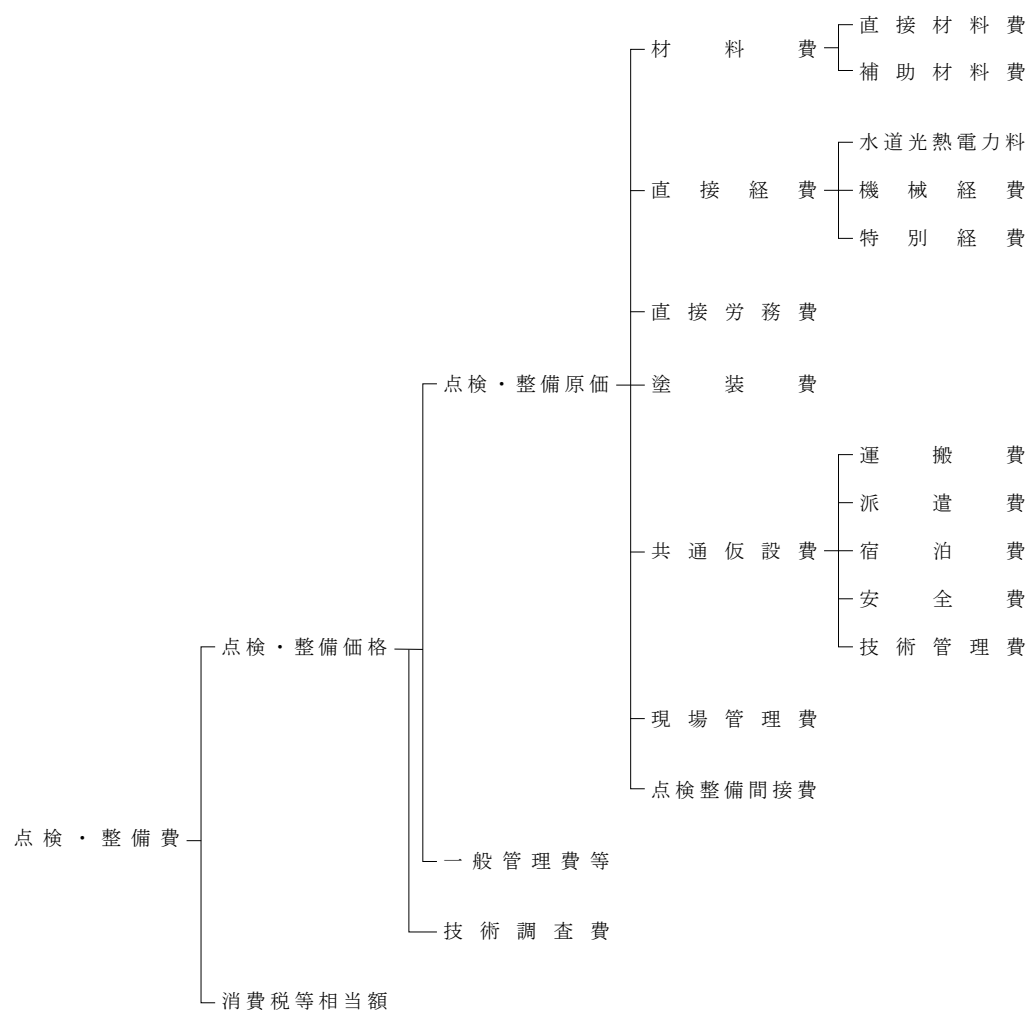 直接材料費
材料費
補助材料費
水道光熱電力料
直接経費
機械経費
特別経費
直接労務費
点検・整備原価
塗装費
運搬費
派遣費
共通仮設費
宿泊費
安全費
点検・整備価格
技術管理費
現場管理費
点検整備間接費
点検・整備費
一般管理費等
技術調査費
消費税等相当額